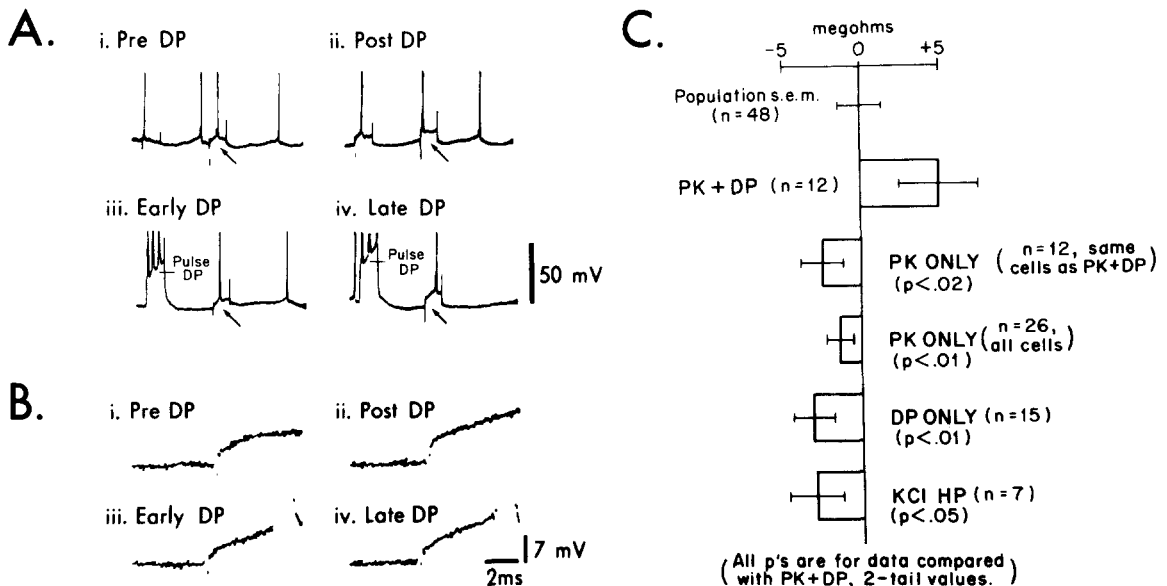 A.
i. Pre DP
ii. Post DP
iii. Early DP
iv. Late DP
Pulse
DP
Pulse
DP
50 mV
B.
i. Pre DP
ii. Post DP
iii. Early DP
iv. Late DP
7 mV
2ms
C.
megohms
-5 0 +5
Population s.e.m.
(n=48)
PK + DP (n=12)
PK ONLY (n=12, same
cells as PK+DP)
(p<.02)
PK ONLY (n=26,
all cells)
(p<.01)
DP ONLY (n=15)
(p<.01)
KCl HP (n=7)
(p<.05)
(All p's are for data compared
with PK+DP, 2-tail values.)